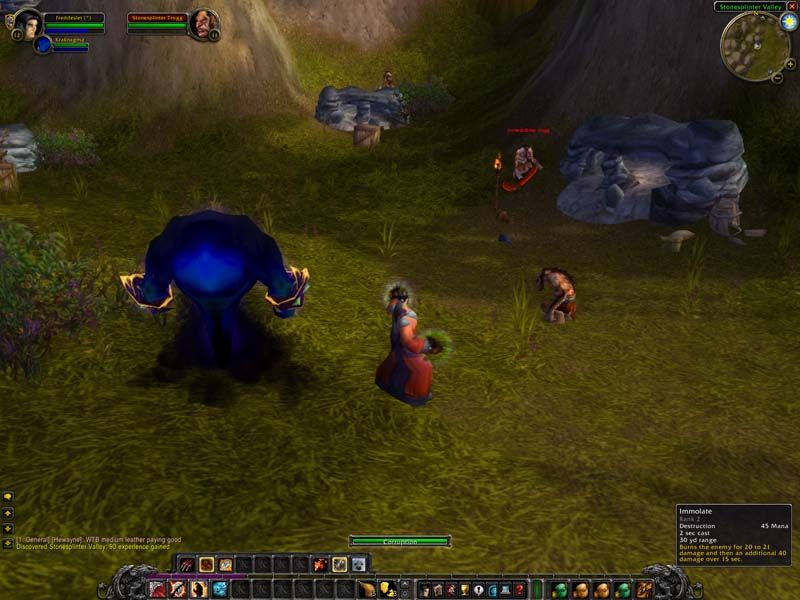 Stonesplinter Valley
Stonesplinter Trogg
12
11
N
Corruption
[1. General] [Hewayne]: WTB medium leather paying good
Discovered Stonesplinter Valley: 90 experience gained
Immolate
Rank 2
Destruction 45 Mana
2 sec cast
30 yd range
Burns the enemy for 20 to 21
damage and then an additional 40
damage over 15 sec.